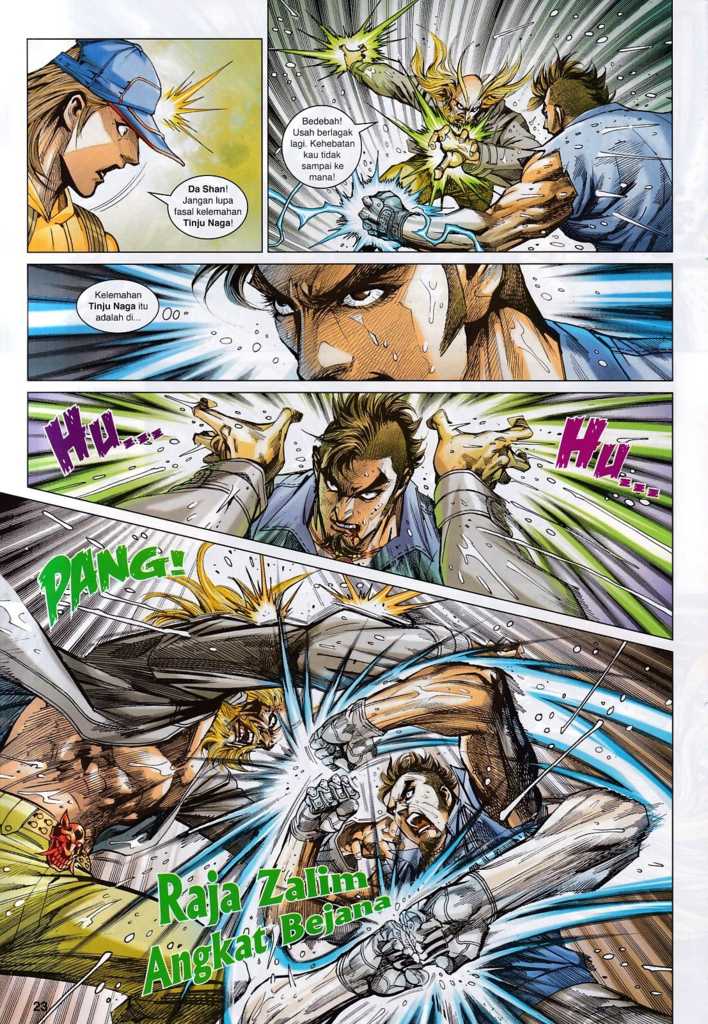 Da Shan!
Jangan lupa
fasal kelemahan
Tinju Naga!
Bedebah!
Usah berlagak
lagi. Kehebatan
kau tidak
sampai ke
mana!
Kelemahan
Tinju Naga itu
adalah di...
Hu...
Hu...
PANG!
Raja Zalim
Angkat Bejana
23